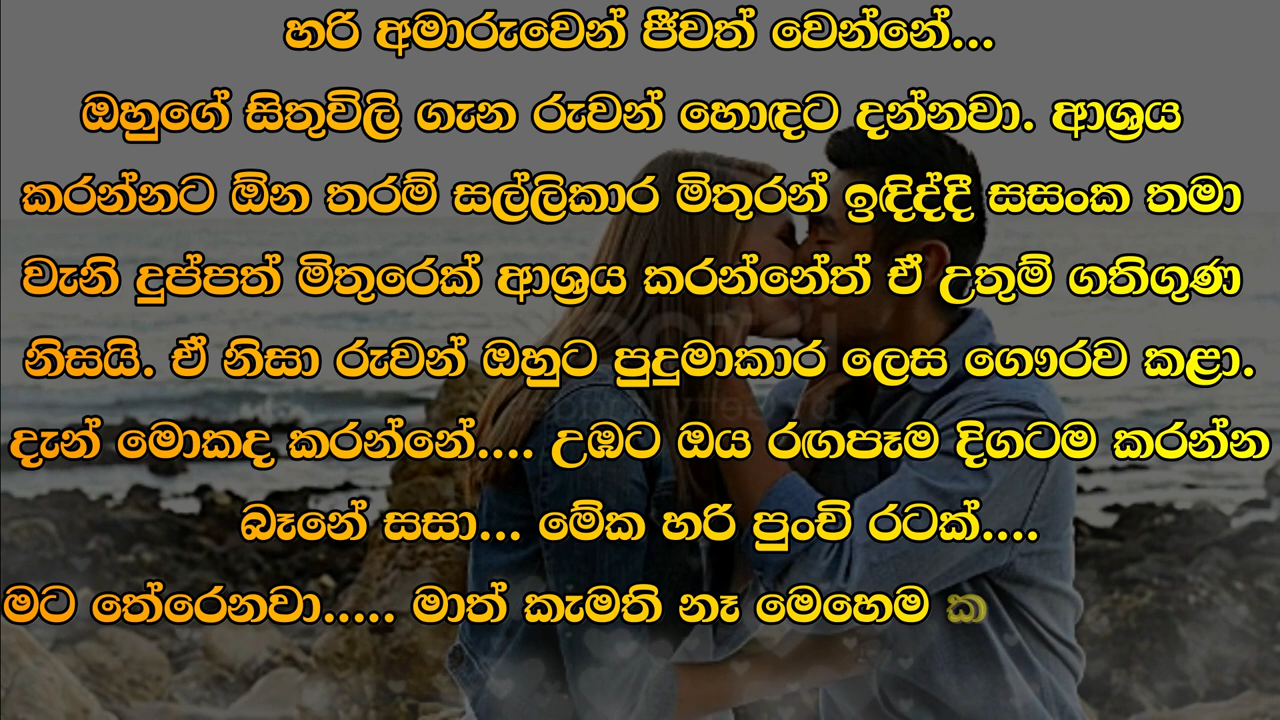 හරි අමාරුවෙන් ජීවත් වෙන්නේ...
ඔහුගේ සිතුවිලි ගැන රුවන් හොඳට දන්නවා. ආශ්‍රය
කරන්නට ඕන තරම් සල්ලිකාර මිතුරන් ඉඳිද්දී සසංක තමා
වැනි දුප්පත් මිතුරෙක් ආශ්‍රය කරන්නේත් ඒ උතුම් ගතිගුණ
නිසයි. ඒ නිසා රුවන් ඔහුට පුදුමාකාර ලෙස ගෞරව කළා.
දැන් මොකද කරන්නේ.... උඹට ඔය රඟපෑම දිගටම කරන්න
බෑනේ සසා... මේක හරි පුංචි රටක්....
මට තේරෙනවා..... මාත් කැමති නෑ මෙහෙම ක